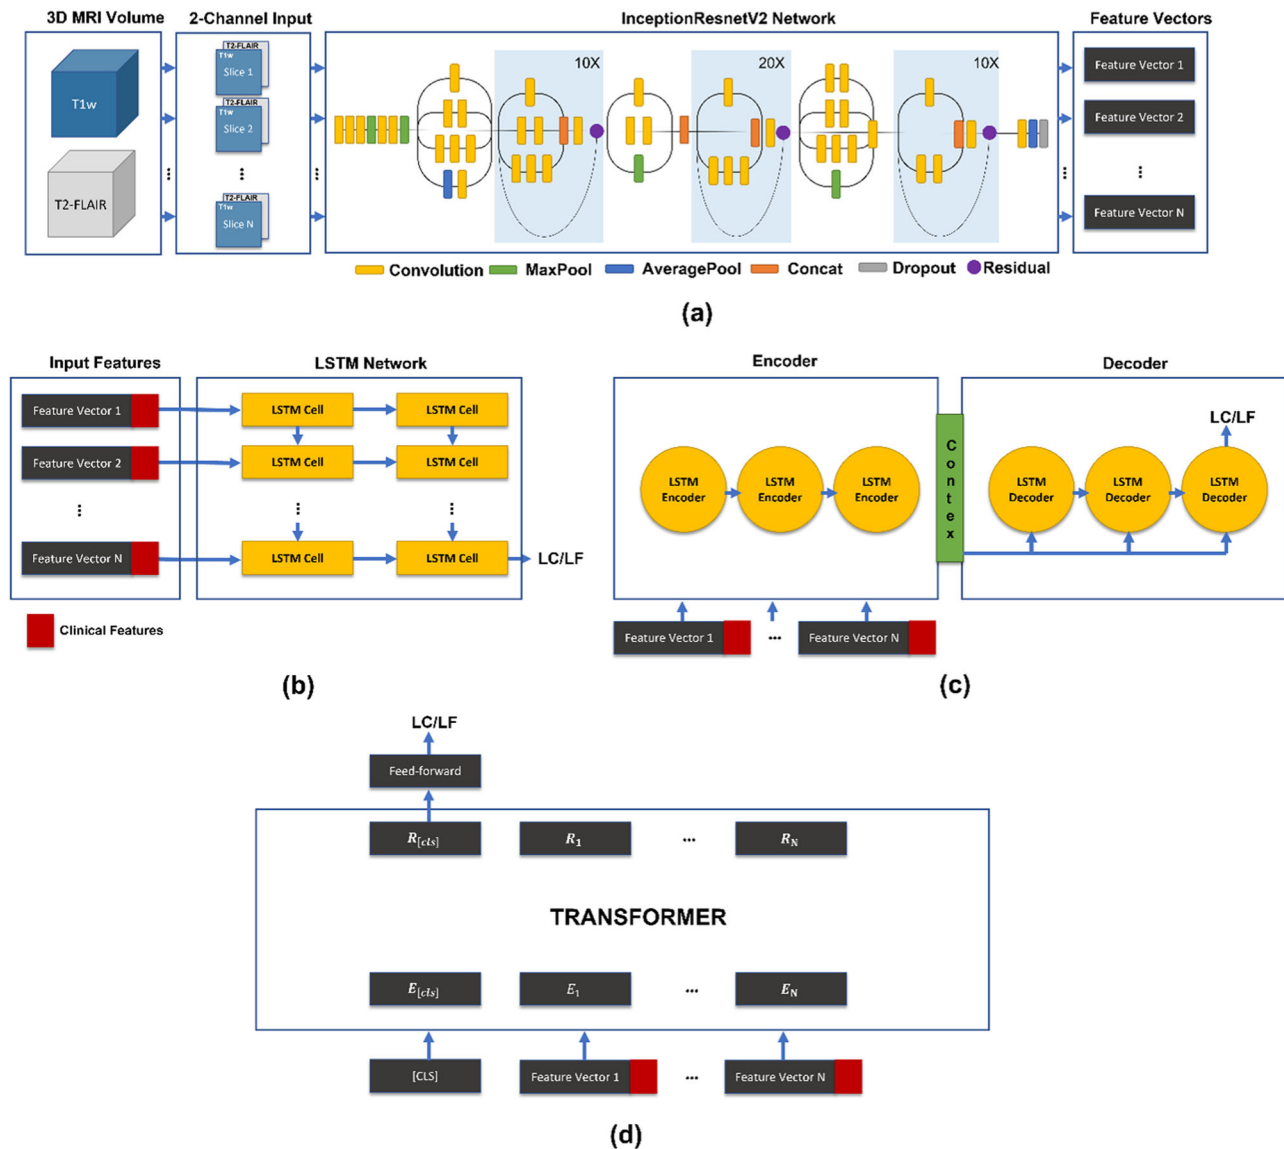 3D MRI Volume 2-Channel Input InceptionResnetV2 Network Feature Vectors
T1w
T2-FLAIR
T2-FLAIR
T1w
Slice 1
T2-FLAIR
T1w
Slice 2
...
T2-FLAIR
T1w
Slice N
...
10X 20X 10X
Feature Vector 1
Feature Vector 2
...
Feature Vector N
Convolution MaxPool AveragePool Concat Dropout Residual
(a)
Input Features LSTM Network
Feature Vector 1 LSTM Cell LSTM Cell
Feature Vector 2 LSTM Cell LSTM Cell
... ... ...
Feature Vector N LSTM Cell LSTM Cell LC/LF
Clinical Features
(b)
Encoder Decoder
LSTM
Encoder
LSTM
Encoder
LSTM
Encoder
Contex
LC/LF
LSTM
Decoder
LSTM
Decoder
LSTM
Decoder
Feature Vector 1 ... Feature Vector N
(c)
LC/LF
Feed-forward
R[cls] R1 ... RN
TRANSFORMER
E[cls] E1 ... EN
[CLS] Feature Vector 1 ... Feature Vector N
(d)